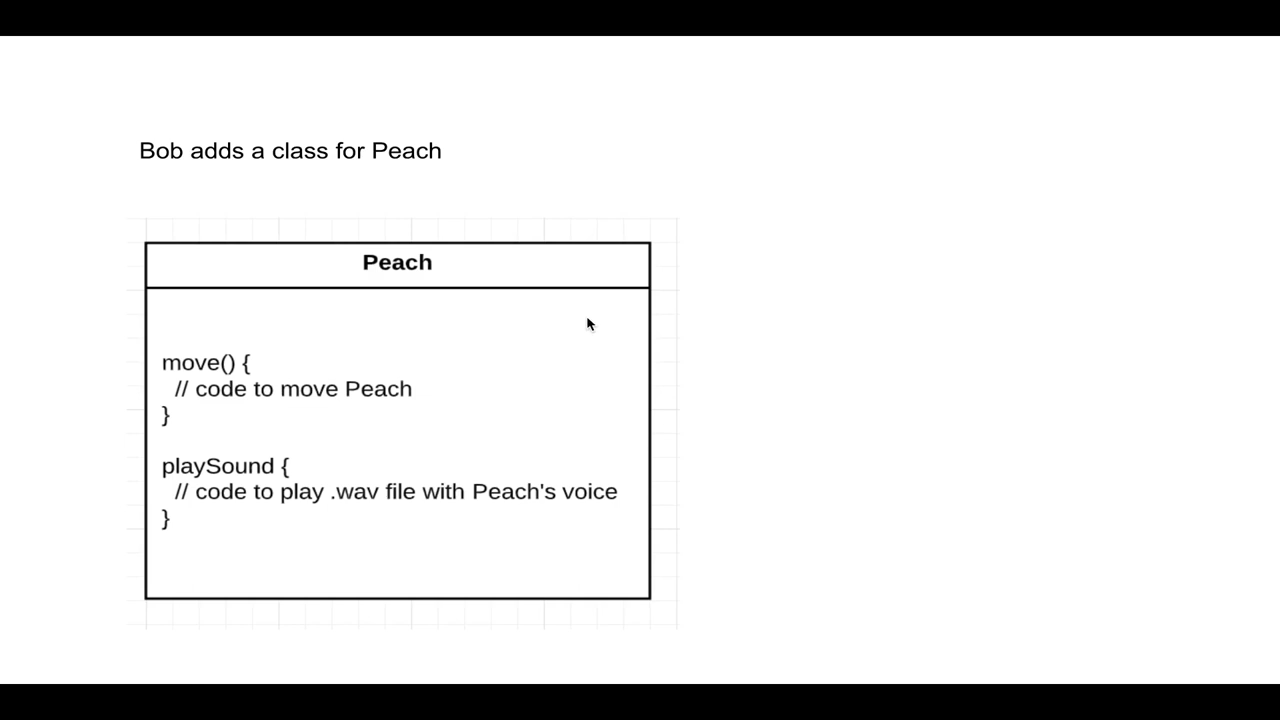 Bob adds a class for Peach
Peach
move() {
// code to move Peach
}
playSound {
// code to play .wav file with Peach's voice
}